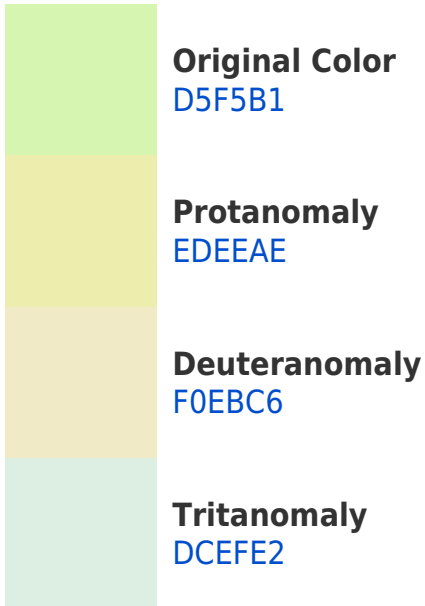 Original Color
D5F5B1
Protanomaly
EDEEAE
Deuteranomaly
F0EBC6
Tritanomaly
DCEFE2